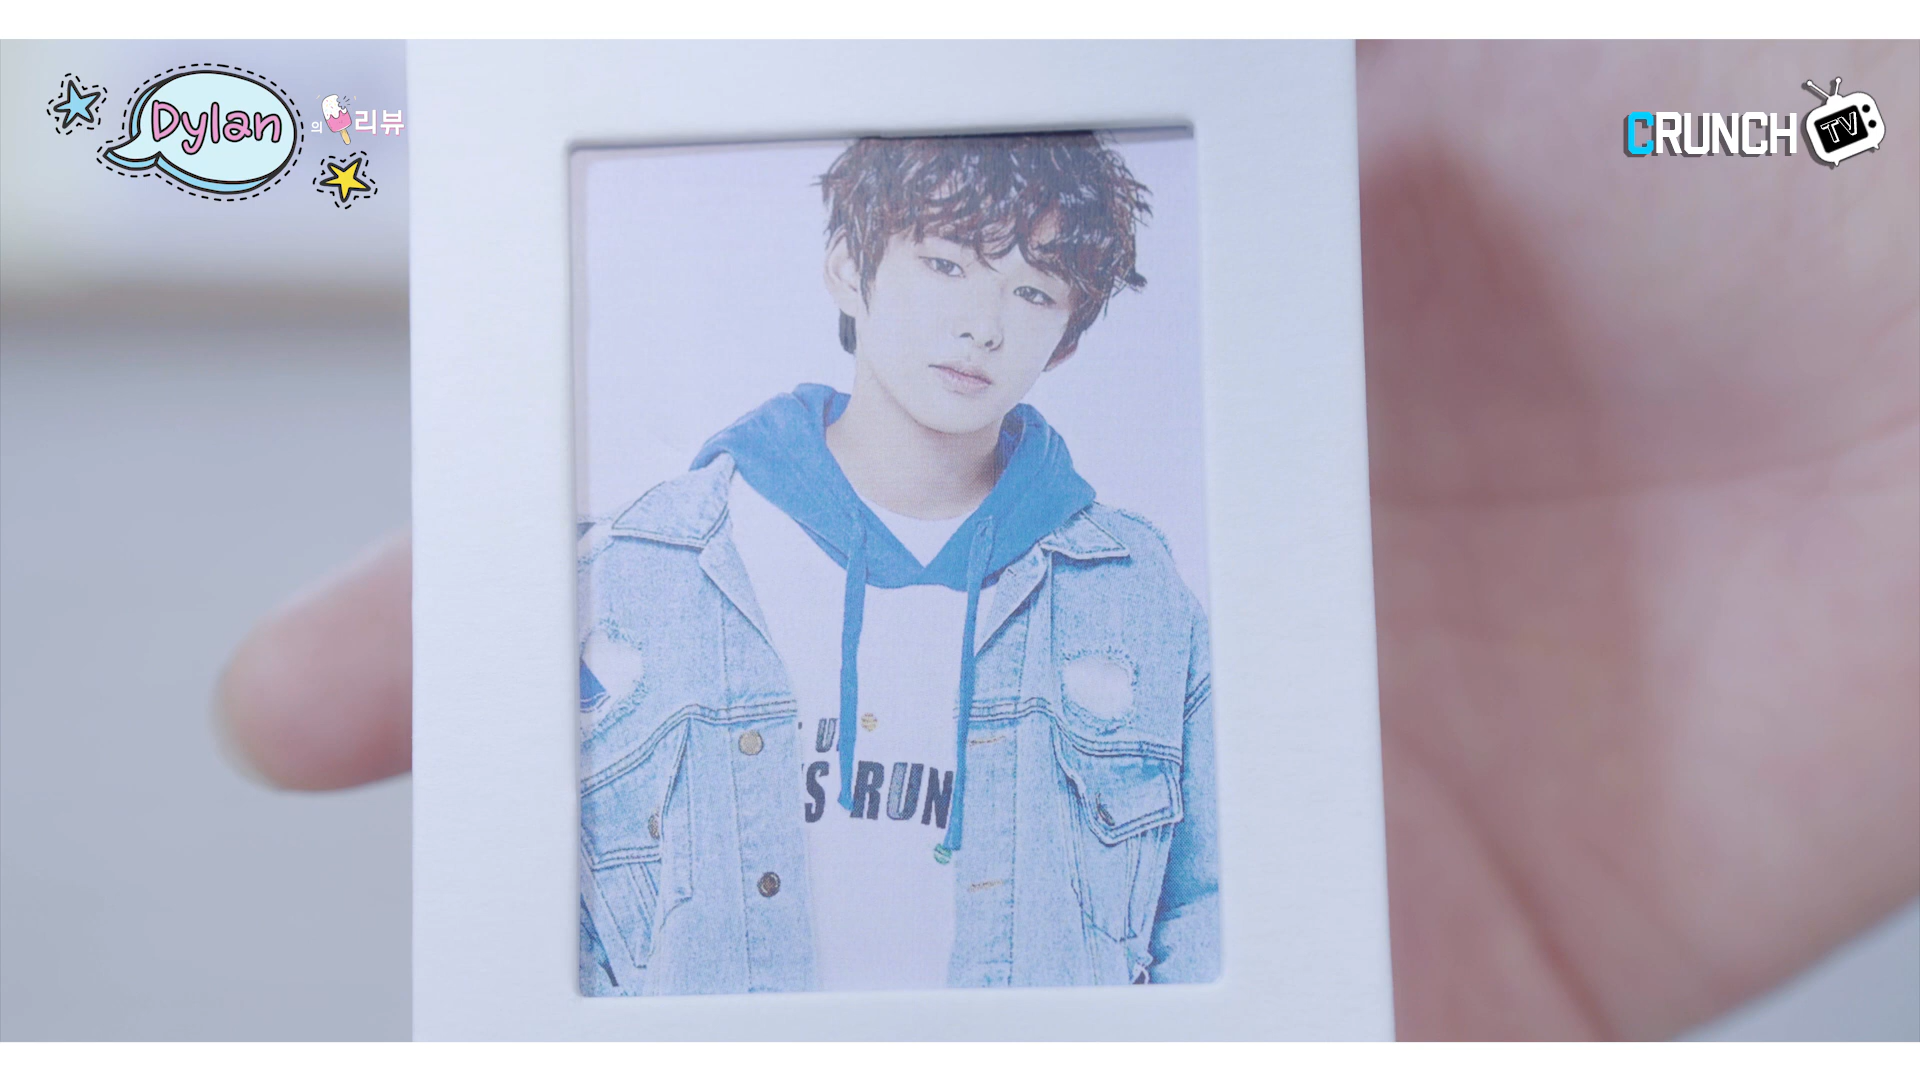 Dylan
의 리뷰
CRUNCH TV
S RUN